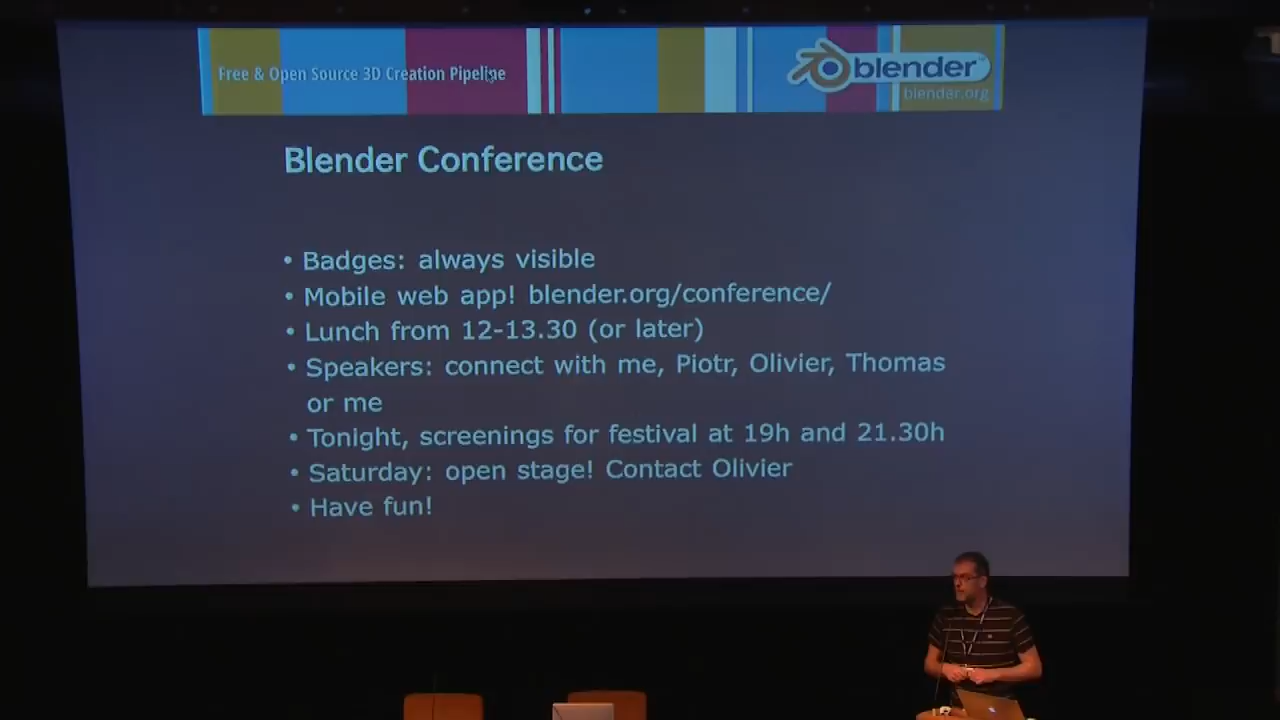 Free & Open Source 3D Creation Pipeline
blender™
blender.org
Blender Conference
• Badges: always visible
• Mobile web app! blender.org/conference/
• Lunch from 12-13.30 (or later)
• Speakers: connect with me, Piotr, Olivier, Thomas
or me
• Tonight, screenings for festival at 19h and 21.30h
• Saturday: open stage! Contact Olivier
• Have fun!